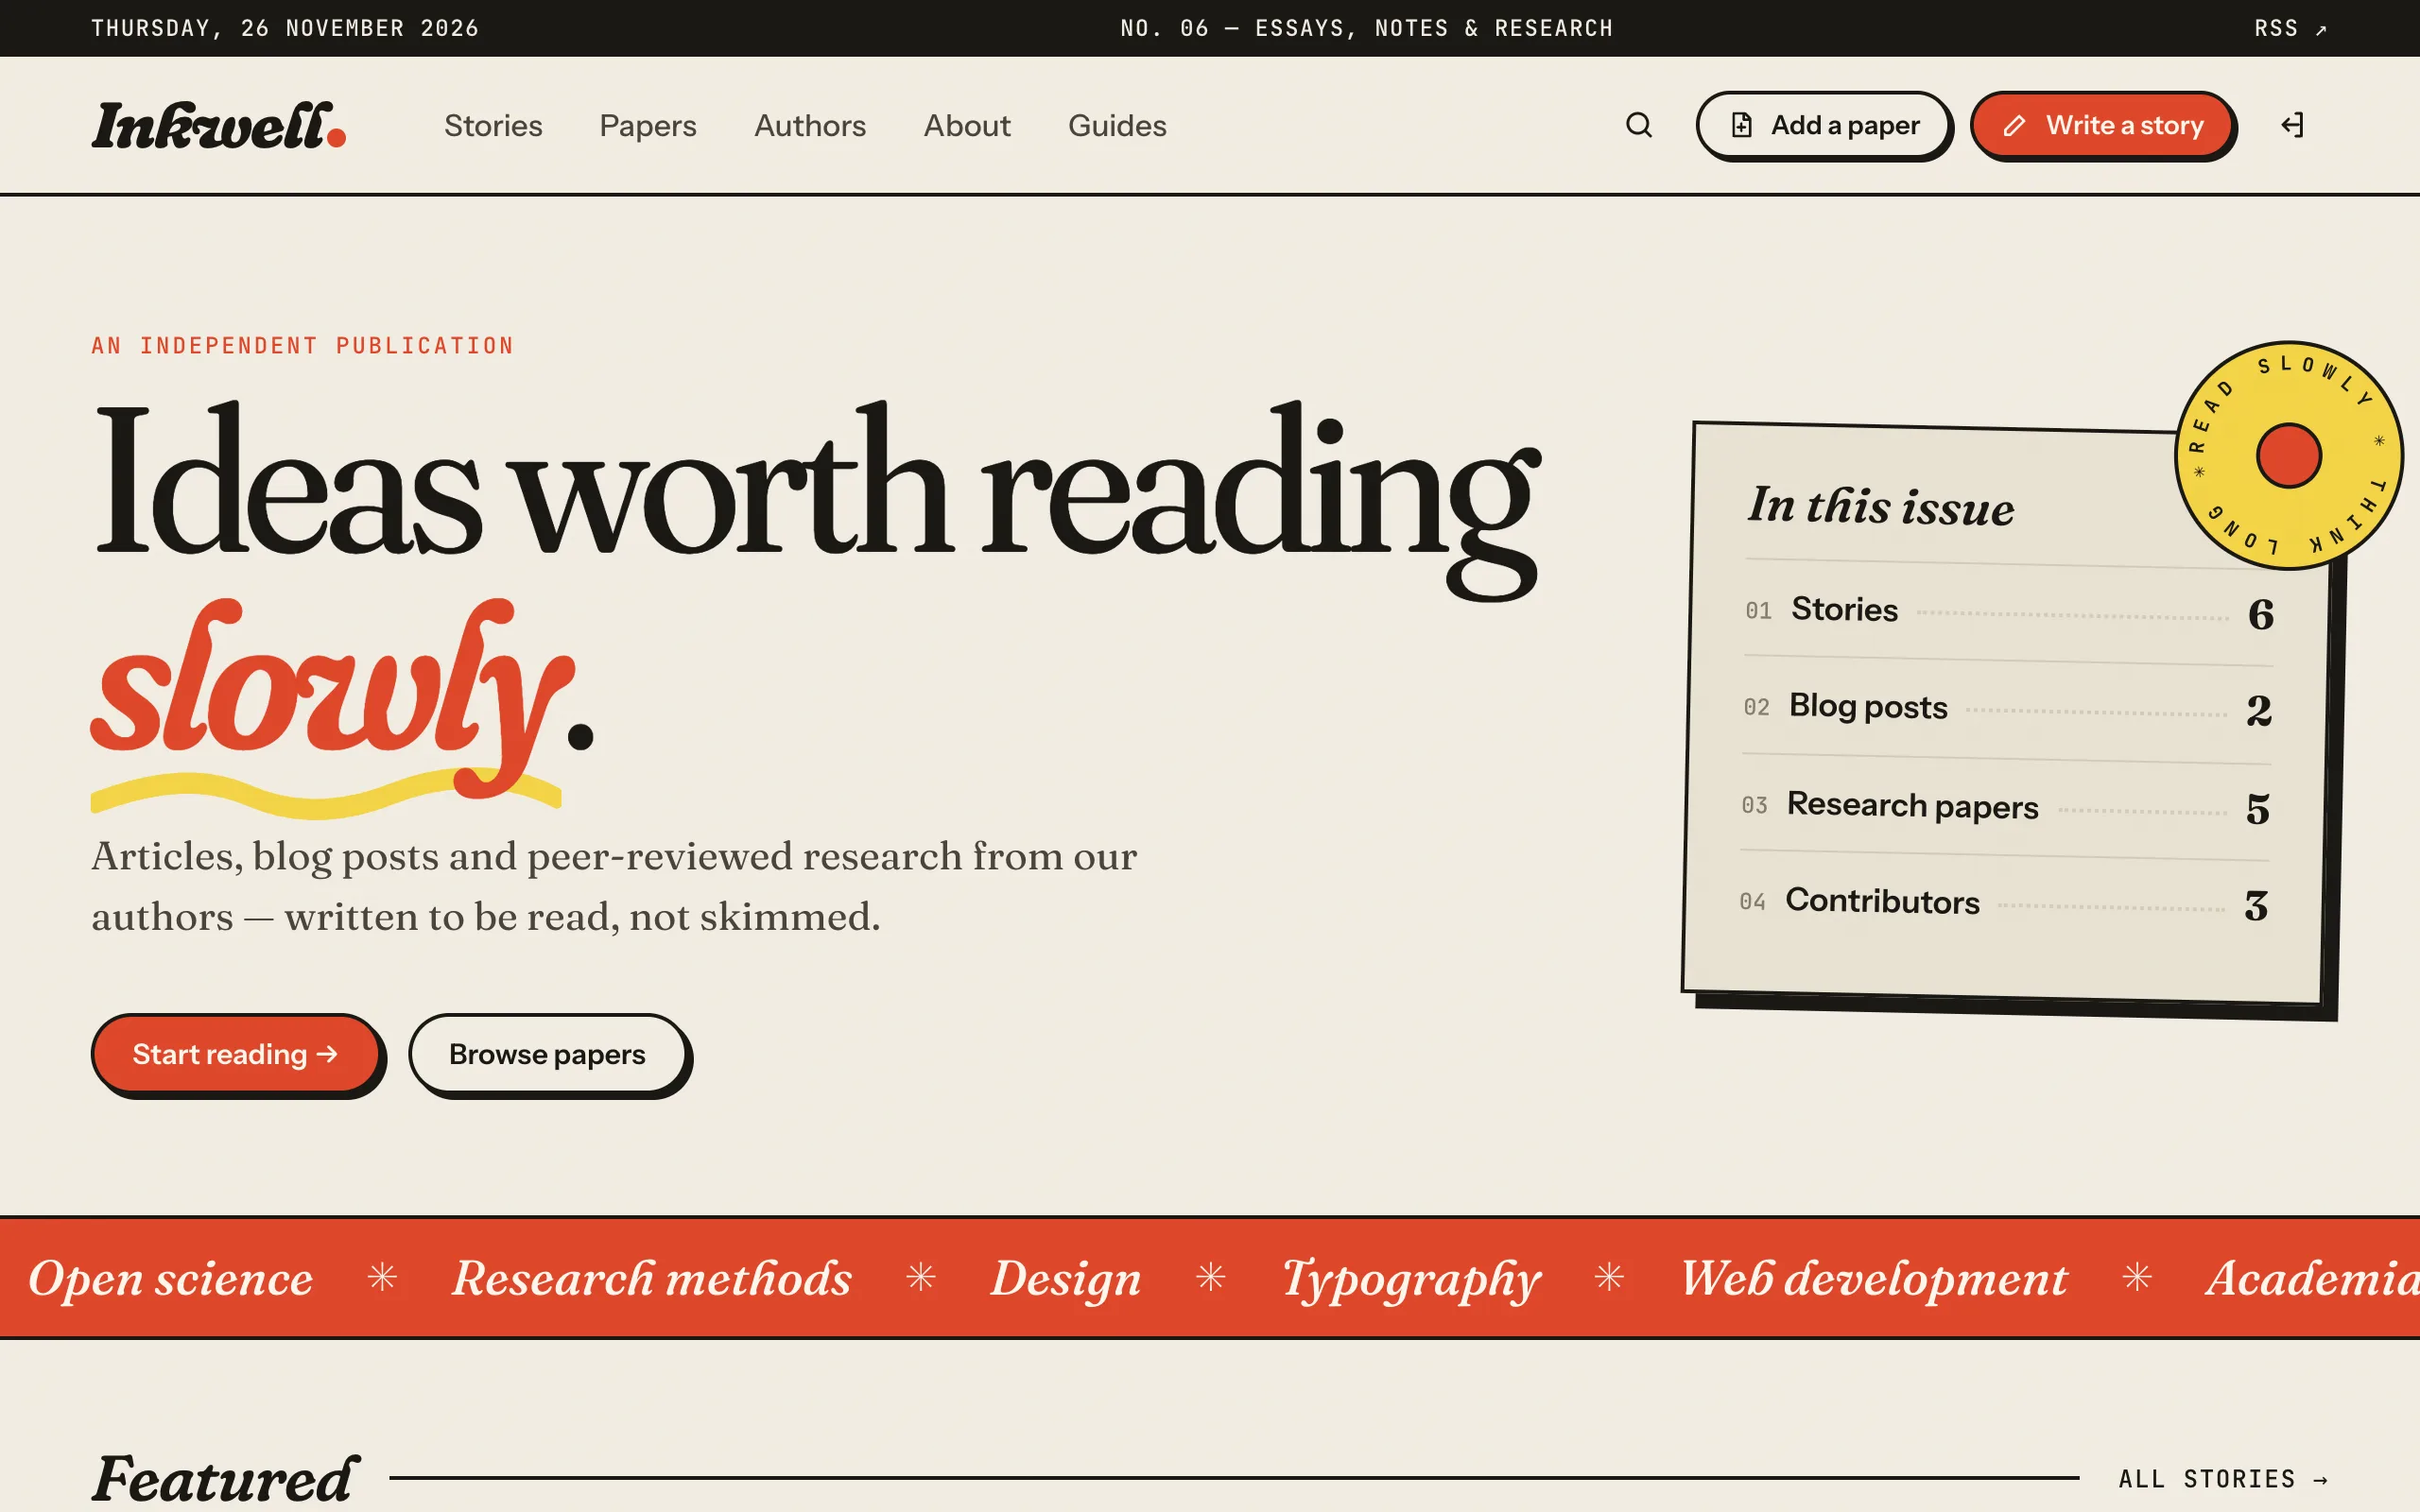 THURSDAY, 26 NOVEMBER 2026
NO. 06 — ESSAYS, NOTES & RESEARCH
RSS ↗
Inkwell.
Stories
Papers
Authors
About
Guides
Add a paper
Write a story
AN INDEPENDENT PUBLICATION
Ideas worth reading
slowly.
Articles, blog posts and peer-reviewed research from our
authors — written to be read, not skimmed.
Start reading →
Browse papers
READ SLOWLY * THINK LONG *
In this issue
01 Stories 6
02 Blog posts 2
03 Research papers 5
04 Contributors 3
Open science * Research methods * Design * Typography * Web development * Academia
Featured
ALL STORIES →